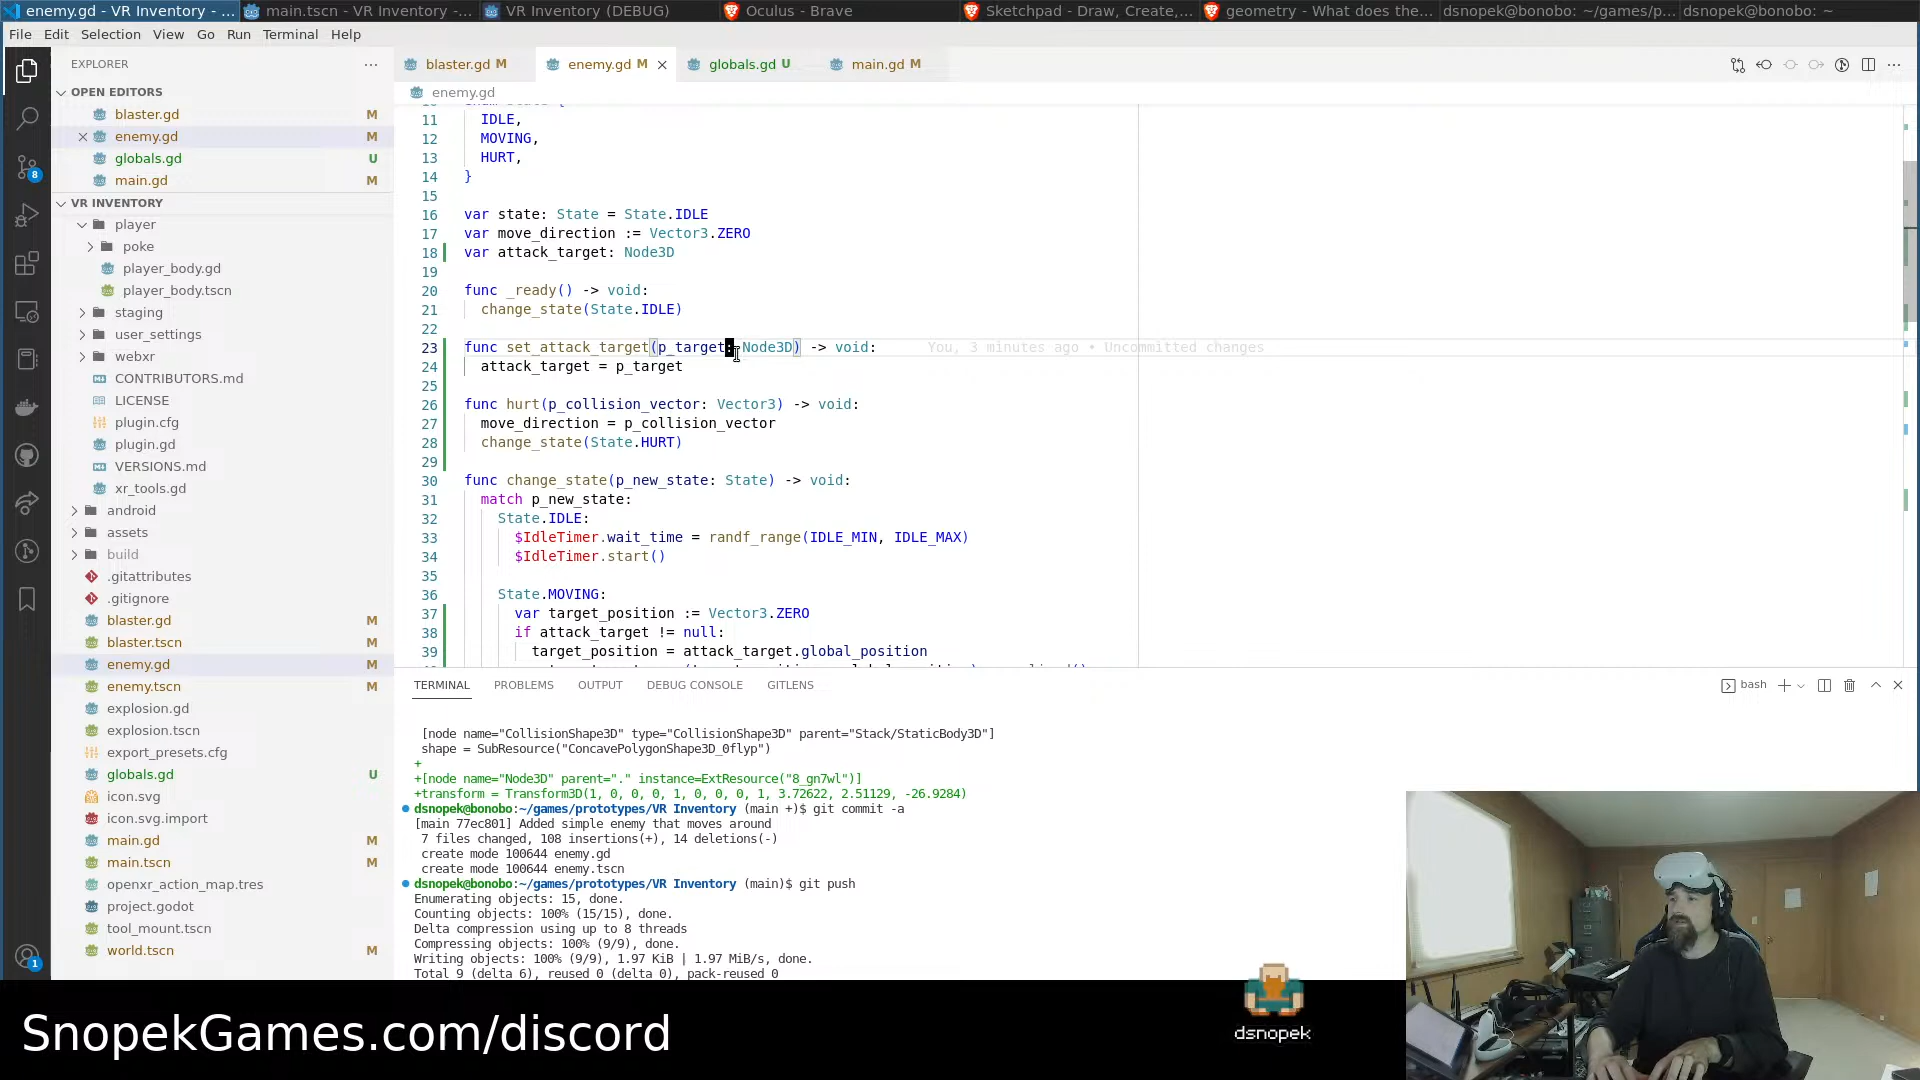 enemy.gd - VR Inventory - ...
main.tscn - VR Inventory -...
VR Inventory (DEBUG)
Oculus - Brave
Sketchpad - Draw, Create,...
geometry - What does the...
dsnopek@bonobo: ~/games/p...
dsnopek@bonobo: ~
File Edit Selection View Go Run Terminal Help
EXPLORER
OPEN EDITORS
blaster.gd M
enemy.gd M
globals.gd U
main.gd M
VR INVENTORY
player
poke
player_body.gd
player_body.tscn
staging
user_settings
webxr
CONTRIBUTORS.md
LICENSE
plugin.cfg
plugin.gd
VERSIONS.md
xr_tools.gd
android
assets
build
.gitattributes
.gitignore
blaster.gd M
blaster.tscn M
enemy.gd M
enemy.tscn M
explosion.gd
explosion.tscn
export_presets.cfg
globals.gd U
icon.svg
icon.svg.import
main.gd M
main.tscn M
openxr_action_map.tres
project.godot
tool_mount.tscn
world.tscn M
8
1
blaster.gd M
enemy.gd M
globals.gd U
main.gd M
enemy.gd
11 IDLE,
12 MOVING,
13 HURT,
14 }
15
16 var state: State = State.IDLE
17 var move_direction := Vector3.ZERO
18 var attack_target: Node3D
19
20 func _ready() -> void:
21 change_state(State.IDLE)
22
23 func set_attack_target(p_target: Node3D) -> void: You, 3 minutes ago • Uncommitted changes
24 attack_target = p_target
25
26 func hurt(p_collision_vector: Vector3) -> void:
27 move_direction = p_collision_vector
28 change_state(State.HURT)
29
30 func change_state(p_new_state: State) -> void:
31 match p_new_state:
32 State.IDLE:
33 $IdleTimer.wait_time = randf_range(IDLE_MIN, IDLE_MAX)
34 $IdleTimer.start()
35
36 State.MOVING:
37 var target_position := Vector3.ZERO
38 if attack_target != null:
39 target_position = attack_target.global_position
TERMINAL PROBLEMS OUTPUT DEBUG CONSOLE GITLENS
bash
[node name="CollisionShape3D" type="CollisionShape3D" parent="Stack/StaticBody3D"]
shape = SubResource("ConcavePolygonShape3D_0flyp")
+
+[node name="Node3D" parent="." instance=ExtResource("8_gn7wl")]
+transform = Transform3D(1, 0, 0, 0, 1, 0, 0, 0, 1, 3.72622, 2.51129, -26.9284)
dsnopek@bonobo:~/games/prototypes/VR Inventory (main +)$ git commit -a
[main 77ec801] Added simple enemy that moves around
7 files changed, 108 insertions(+), 14 deletions(-)
create mode 100644 enemy.gd
create mode 100644 enemy.tscn
dsnopek@bonobo:~/games/prototypes/VR Inventory (main)$ git push
Enumerating objects: 15, done.
Counting objects: 100% (15/15), done.
Delta compression using up to 8 threads
Compressing objects: 100% (9/9), done.
Writing objects: 100% (9/9), 1.97 KiB | 1.97 MiB/s, done.
Total 9 (delta 6), reused 0 (delta 0), pack-reused 0
SnopekGames.com/discord
dsnopek